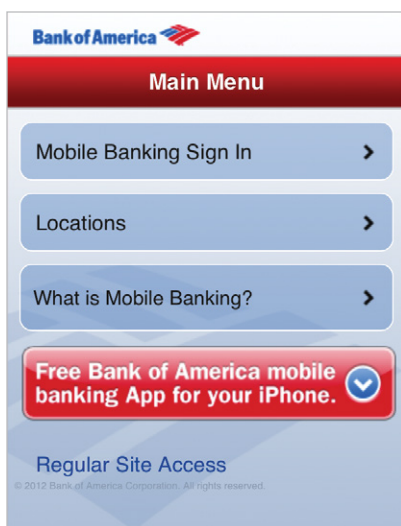 Bank of America
Main Menu
Mobile Banking Sign In
Locations
What is Mobile Banking?
Free Bank of America mobile
banking App for your iPhone.
Regular Site Access
© 2012 Bank of America Corporation. All rights reserved.